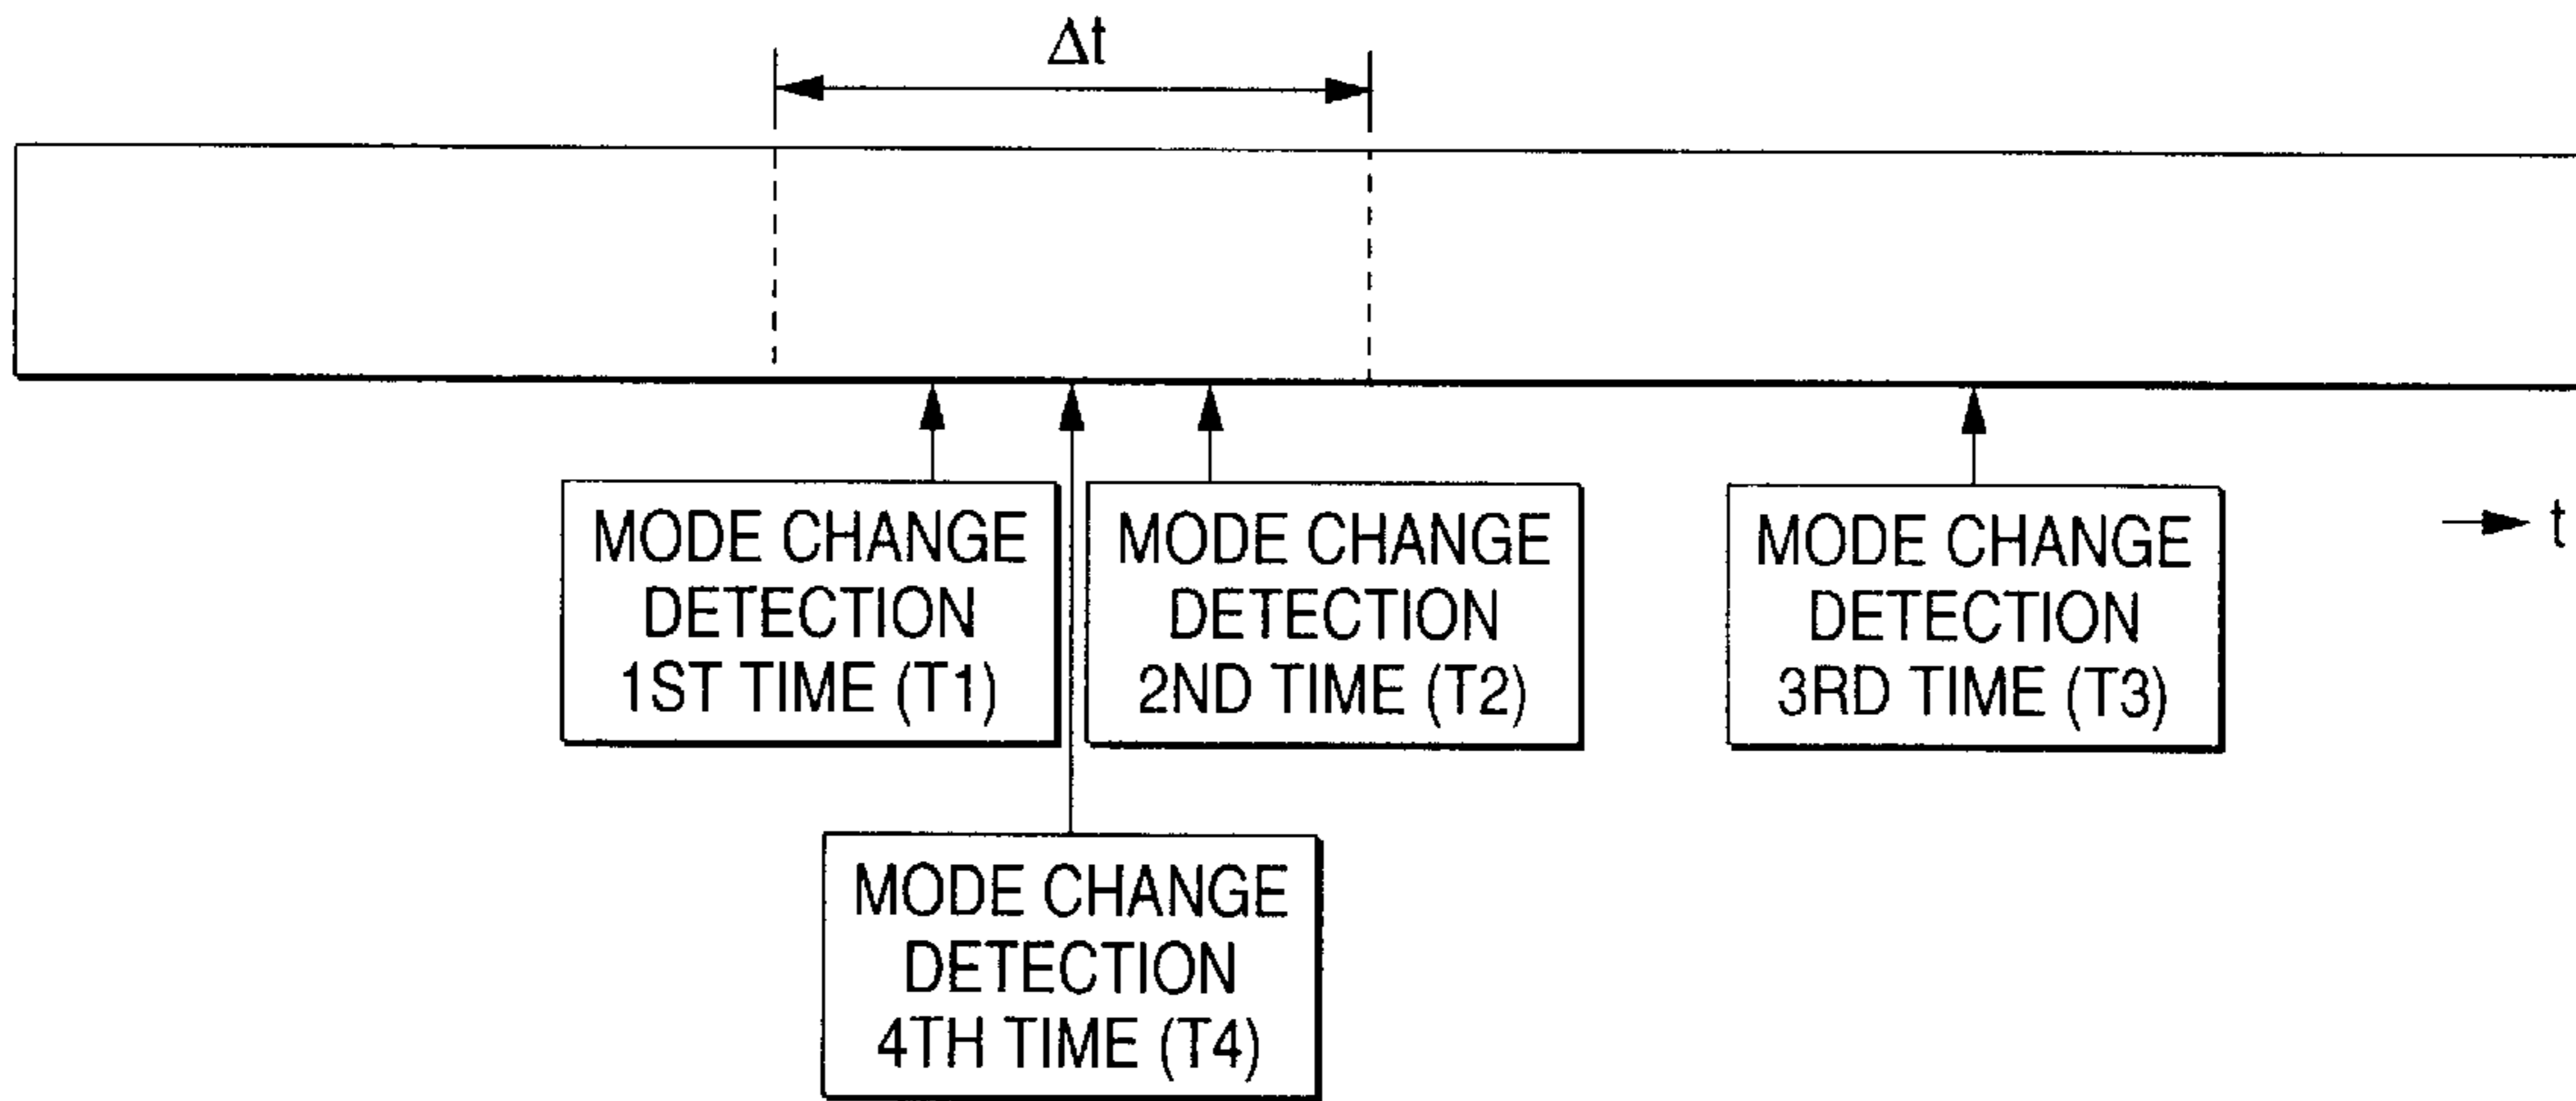 Δt
MODE CHANGE
DETECTION
1ST TIME (T1)
MODE CHANGE
DETECTION
2ND TIME (T2)
MODE CHANGE
DETECTION
3RD TIME (T3)
t
MODE CHANGE
DETECTION
4TH TIME (T4)